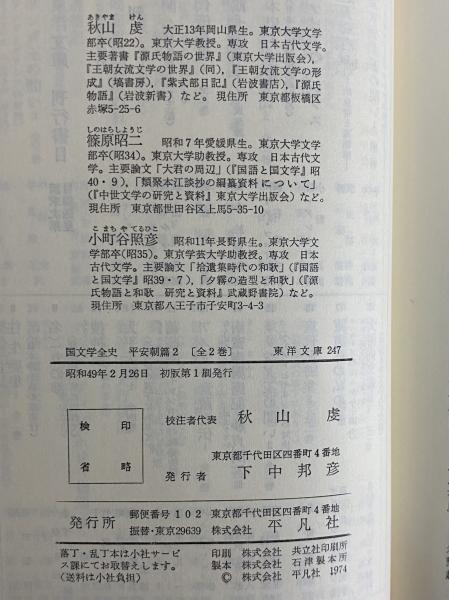 あきやま けん
秋山 虔 大正13年岡山県生。東京大学文学
部卒(昭22)。東京大学教授。専攻 日本古代文学。
主要著書『源氏物語の世界』(東京大学出版会)、
『王朝女流文学の世界』(同)、『王朝女流文学の形
成』(塙書房)、『紫式部日記』(岩波書店)、『源氏
物語』(岩波新書)など。現住所 東京都板橋区
赤塚5-25-6
しのはらしょうじ
篠原昭二 昭和7年愛媛県生。東京大学文学
部卒(昭34)。東京大学助教授。専攻 日本古代文
学。主要論文「大君の周辺」(『国語と国文学』昭
40・9)、「類聚本江談抄の編纂資料について」
(『中世文学の研究と資料』東京大学出版会)など。
現住所 東京都世田谷区上馬5-35-10
こまちやてるひこ
小町谷照彦 昭和11年長野県生。東京大学文
学部卒(昭35)。東京学芸大学助教授。専攻 日本
古代文学。主要論文「拾遺集時代の和歌」(『国語
と国文学』昭39・7)、「夕霧の造型と和歌」(『源
氏物語と和歌 研究と資料』武蔵野書院)など。
現住所 東京都八王子市子安町3-4-3
国文学全史 平安朝篇2 〔全2巻〕 東洋文庫 247
昭和49年2月26日 初版第1刷発行
検印
省略
校注者代表 秋山 虔
東京都千代田区四番町4番地
発行者 下中邦彦
発行所 郵便番号102 東京都千代田区四番町4番地
振替・東京29639 株式会社 平凡社
落丁・乱丁本は小社サービ
ス課にてお取替えします。
(送料は小社負担)
印刷 株式会社 共立社印刷所
製本 株式会社 石津製本所
© 株式会社 平凡社 1974